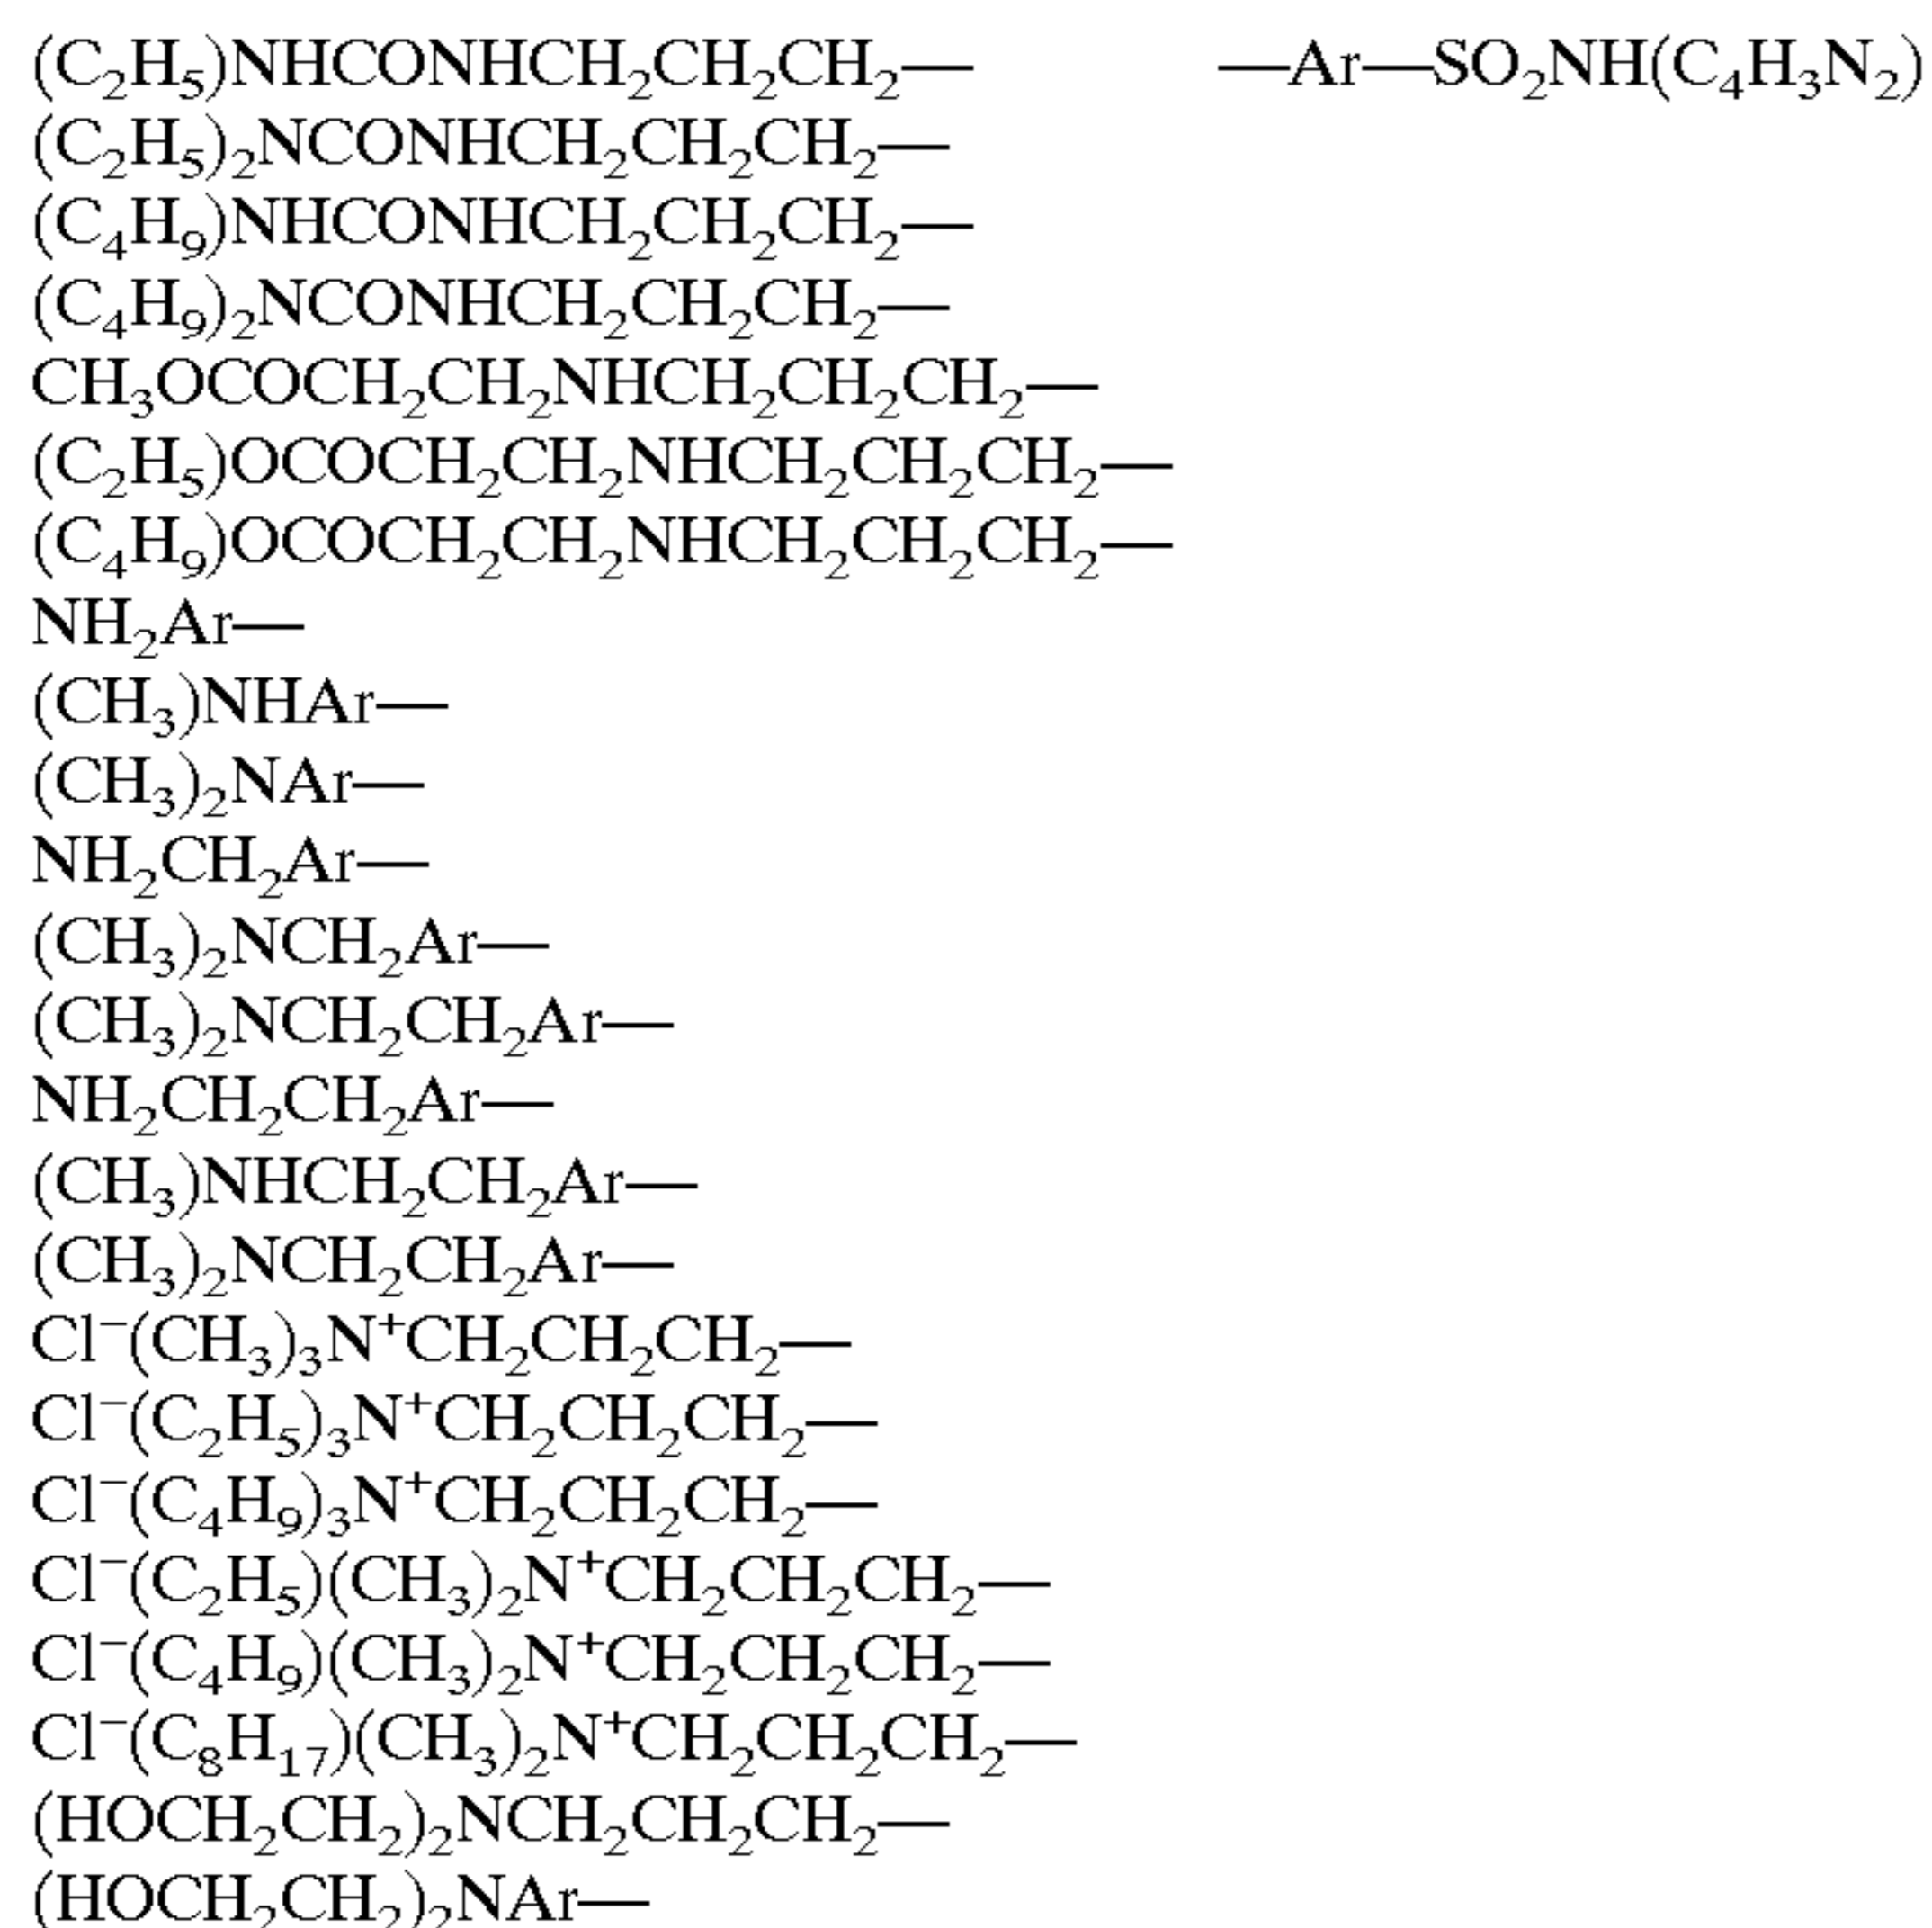 (C₂H₅)NHCONHCH₂CH₂CH₂— —Ar—SO₂NH(C₄H₃N₂)
(C₂H₅)₂NCONHCH₂CH₂CH₂—
(C₄H₉)NHCONHCH₂CH₂CH₂—
(C₄H₉)₂NCONHCH₂CH₂CH₂—
CH₃OCOCH₂CH₂NHCH₂CH₂CH₂—
(C₂H₅)OCOCH₂CH₂NHCH₂CH₂CH₂—
(C₄H₉)OCOCH₂CH₂NHCH₂CH₂CH₂—
NH₂Ar—
(CH₃)NHAr—
(CH₃)₂NAr—
NH₂CH₂Ar—
(CH₃)₂NCH₂Ar—
(CH₃)₂NCH₂CH₂Ar—
NH₂CH₂CH₂Ar—
(CH₃)NHCH₂CH₂Ar—
(CH₃)₂NCH₂CH₂Ar—
Cl⁻(CH₃)₃N⁺CH₂CH₂CH₂—
Cl⁻(C₂H₅)₃N⁺CH₂CH₂CH₂—
Cl⁻(C₄H₉)₃N⁺CH₂CH₂CH₂—
Cl⁻(C₂H₅)(CH₃)₂N⁺CH₂CH₂CH₂—
Cl⁻(C₄H₉)(CH₃)₂N⁺CH₂CH₂CH₂—
Cl⁻(C₈H₁₇)(CH₃)₂N⁺CH₂CH₂CH₂—
(HOCH₂CH₂)₂NCH₂CH₂CH₂—
(HOCH₂CH₂)₂NAr—